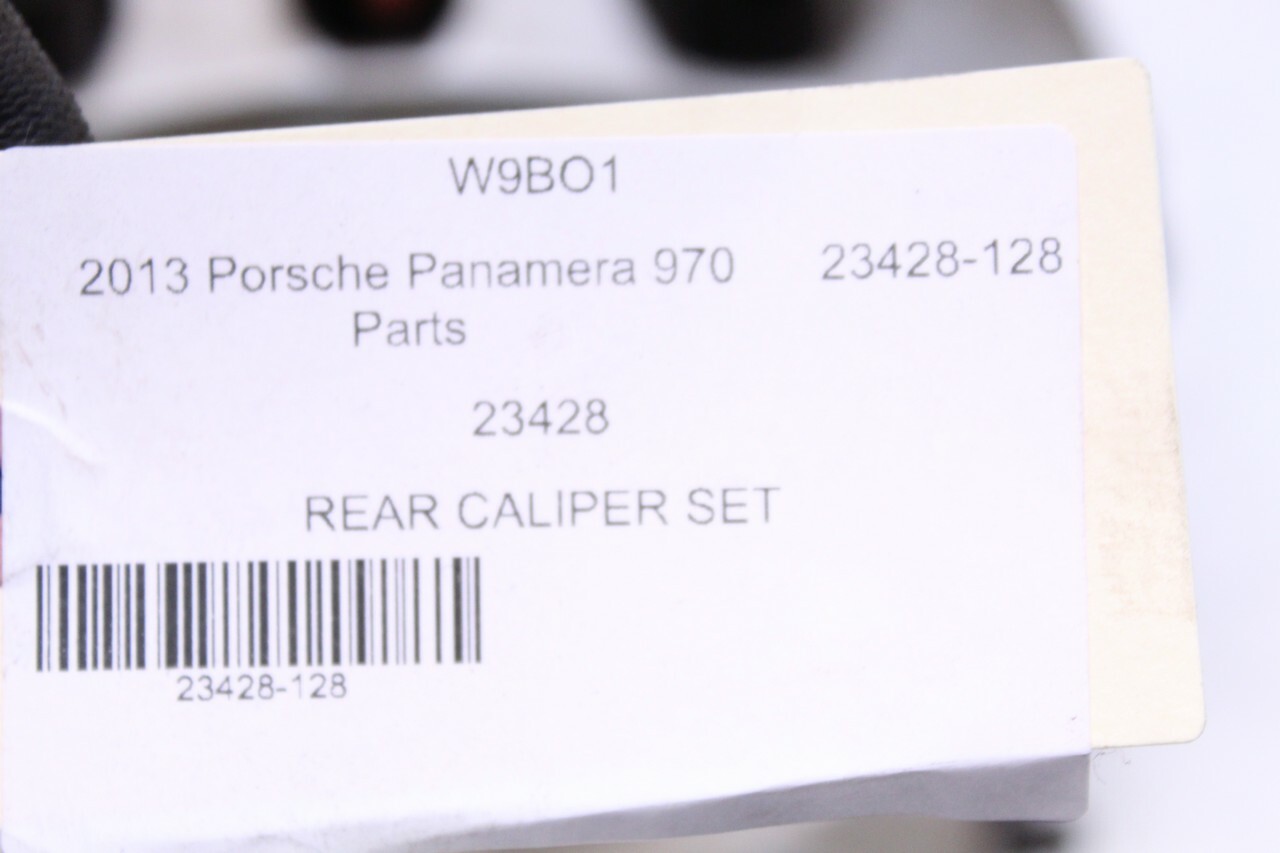 W9BO1
2013 Porsche Panamera 970 23428-128
Parts
23428
REAR CALIPER SET
23428-128